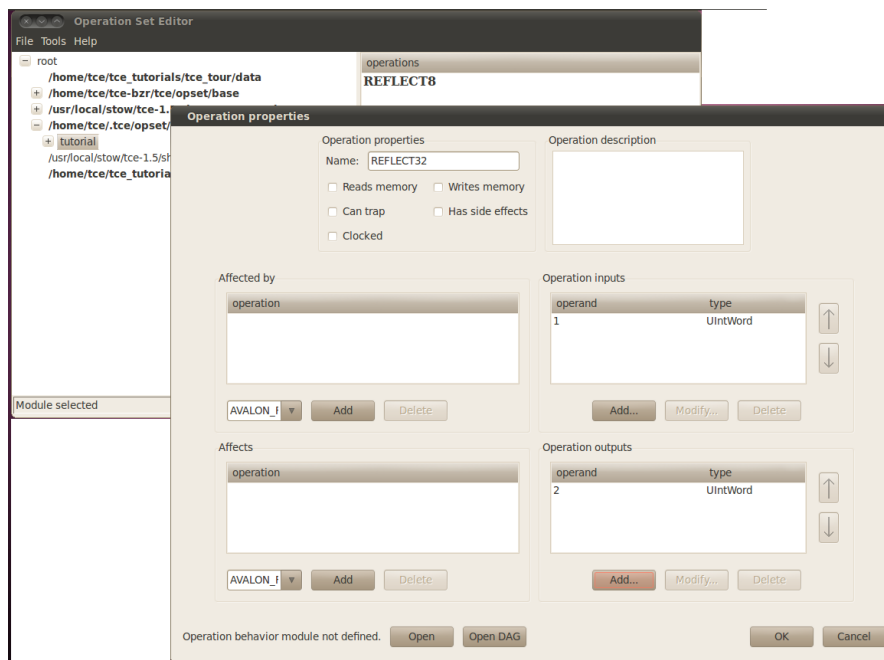 Operation Set Editor
File Tools Help
root
/home/tce/tce_tutorials/tce_tour/data
/home/tce-bzr/tce/opset/base
/usr/local/stow/tce-1.
/home/tce/.tce/opset/
tutorial
/usr/local/stow/tce-1.5/sh
/home/tce/tce_tutoria
operations
REFLECT8
Module selected
Operation properties
Operation properties
Name: REFLECT32
Reads memory Writes memory
Can trap Has side effects
Clocked
Operation description
Affected by
operation
AVALON_F Add Delete
Operation inputs
operand type
1 UIntWord
Add... Modify... Delete
Affects
operation
AVALON_F Add Delete
Operation outputs
operand type
2 UIntWord
Add... Modify... Delete
Operation behavior module not defined. Open Open DAG OK Cancel